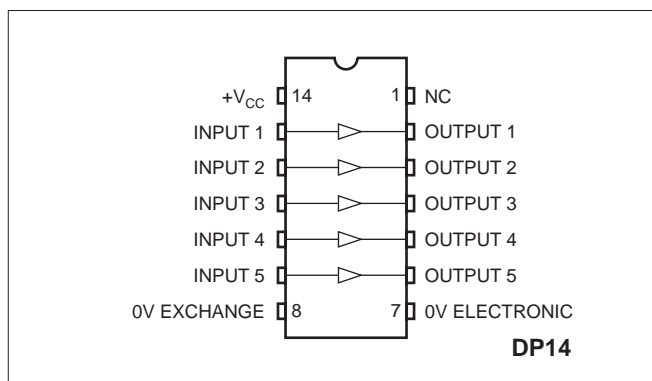 +VCC 14 1 NC
INPUT 1 OUTPUT 1
INPUT 2 OUTPUT 2
INPUT 3 OUTPUT 3
INPUT 4 OUTPUT 4
INPUT 5 OUTPUT 5
0V EXCHANGE 8 7 0V ELECTRONIC
DP14